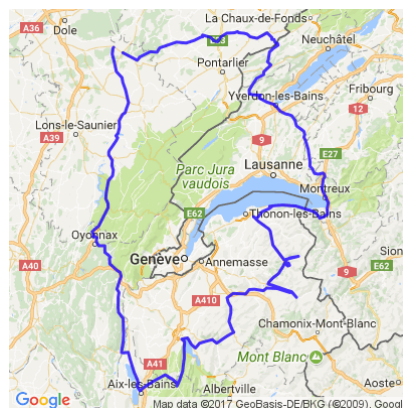 A36
La Chaux-de-Fonds
Dole
Neuchâtel
Pontarlier
Fribourg
Yverdon-les-Bains
12
Lons-le-Saunier
A39
9
E27
Lausanne
Parc Jura
vaudois
Montreux
E62
Thonon-les-Bains
Oyonnax
Sion
Genève
Annemasse
A40
9
E62
A410
Chamonix-Mont-Blanc
Mont Blanc
A41
Aoste
Aix-les-Bains
Albertville
Google
Map data ©2017 GeoBasis-DE/BKG (©2009), Googl